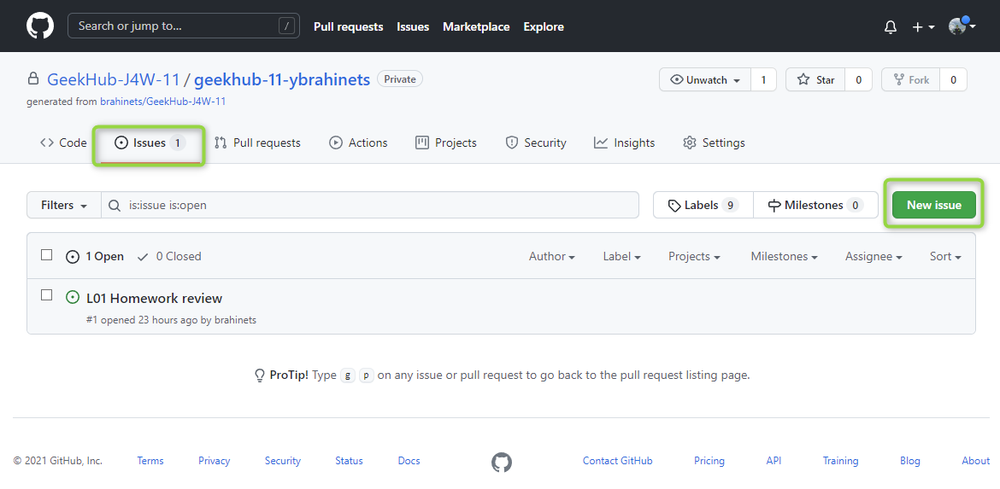 Search or jump to... /
Pull requests Issues Marketplace Explore
GeekHub-J4W-11 / geekhub-11-ybrahinets Private
Unwatch 1 Star 0 Fork 0
generated from brahinets/GeekHub-J4W-11
Code Issues 1 Pull requests Actions Projects Security Insights Settings
Filters is:issue is:open Labels 9 Milestones 0 New issue
1 Open 0 Closed Author Label Projects Milestones Assignee Sort
L01 Homework review
#1 opened 23 hours ago by brahinets
ProTip! Type g p on any issue or pull request to go back to the pull request listing page.
© 2021 GitHub, Inc. Terms Privacy Security Status Docs Contact GitHub Pricing API Training Blog About